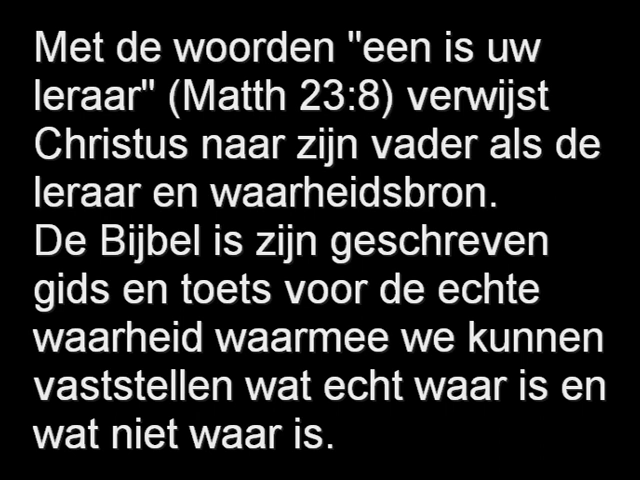 Met de woorden "een is uw
leraar" (Matth 23:8) verwijst
Christus naar zijn vader als de
leraar en waarheidsbron.
De Bijbel is zijn geschreven
gids en toets voor de echte
waarheid waarmee we kunnen
vaststellen wat echt waar is en
wat niet waar is.